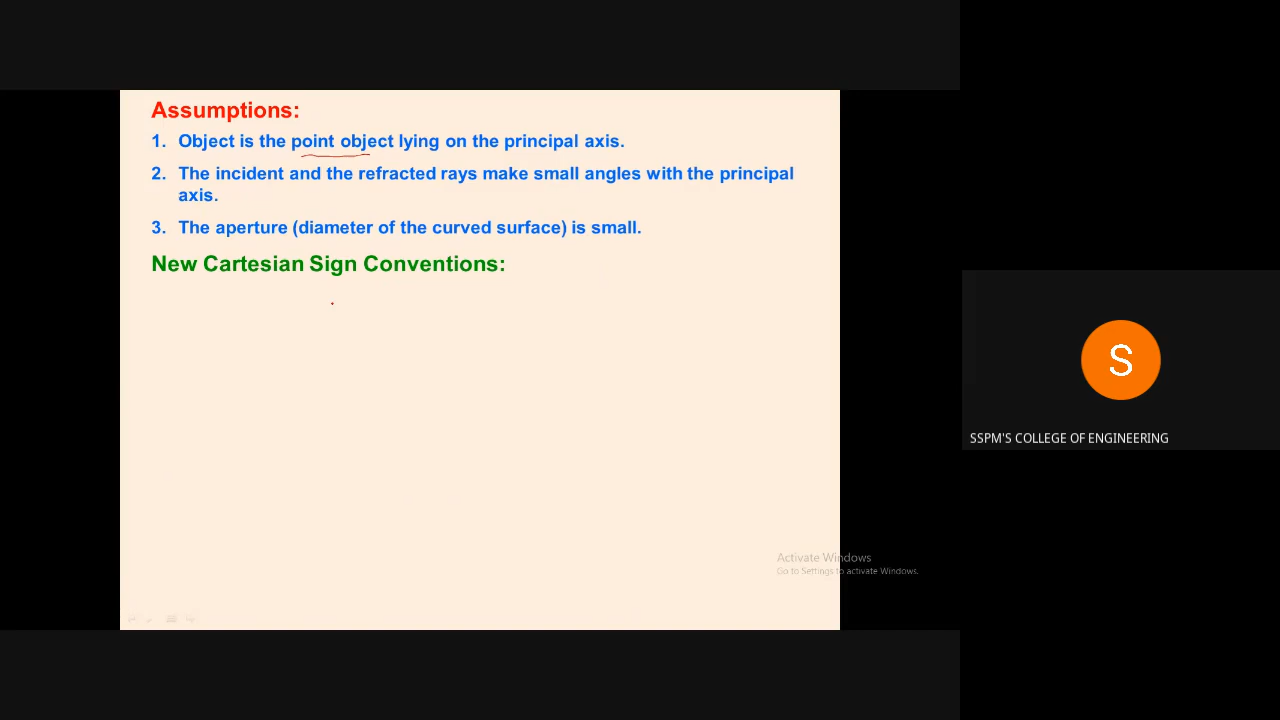 Assumptions:
1. Object is the point object lying on the principal axis.
2. The incident and the refracted rays make small angles with the principal
axis.
3. The aperture (diameter of the curved surface) is small.
New Cartesian Sign Conventions:
S
SSPM'S COLLEGE OF ENGINEERING
Activate Windows
Go to Settings to activate Windows.